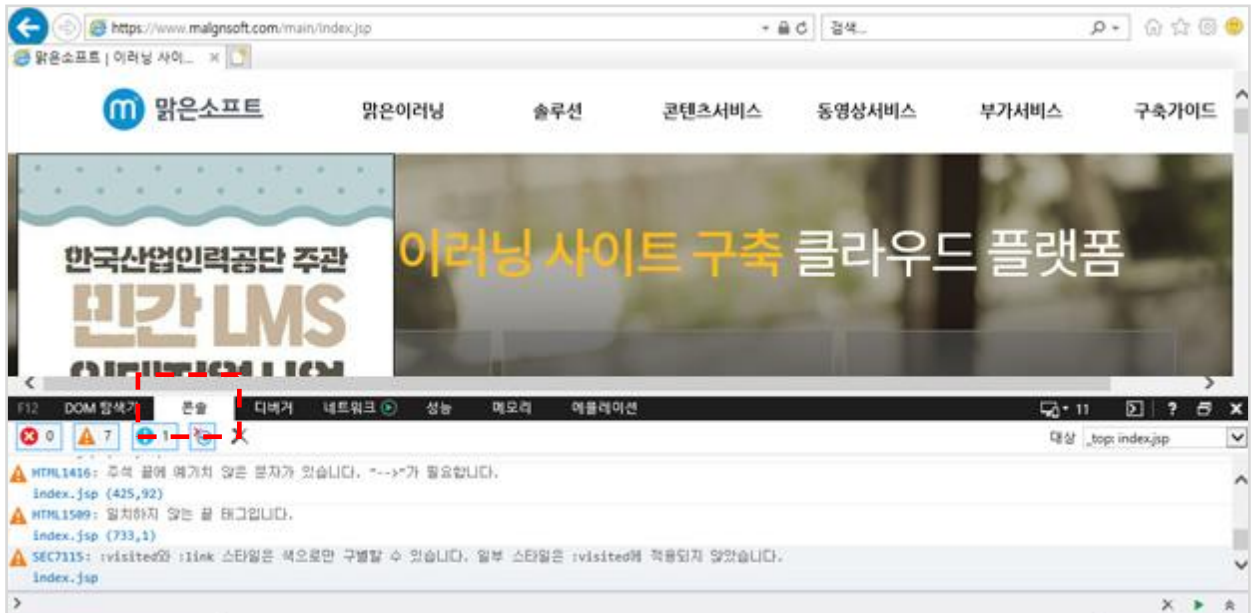 https://www.malgnsoft.com/main/index.jsp
검색...
맑은소프트 | 이러닝 사이...
m 맑은소프트 맑은이러닝 솔루션 콘텐츠서비스 동영상서비스 부가서비스 구축가이드
한국산업인력공단 주관
민간 LMS
이러닝 사이트 구축 클라우드 플랫폼
F12 DOM 탐색기 콘솔 디버거 네트워크 성능 메모리 에뮬레이션 11 ?
0 7 1 대상 _top: index.jsp
HTML1416: 주석 끝에 예기치 않은 문자가 있습니다. "-->"가 필요합니다.
index.jsp (425,92)
HTML1509: 일치하지 않는 끝 태그입니다.
index.jsp (733,1)
SEC7115: :visited와 :link 스타일은 색으로만 구별할 수 있습니다. 일부 스타일은 :visited에 적용되지 않았습니다.
index.jsp